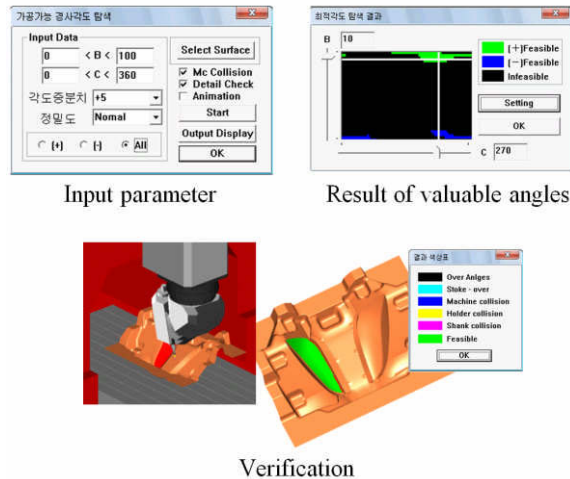 가공가능 경사각도 탐색
Input Data
0 < B < 100
0 < C < 360
각도증분치 +5
정밀도 Nomal
(+) (-) All
Select Surface
Mc Collision
Detail Check
Animation
Start
Output Display
OK
Input parameter
최적각도 탐색 결과
B 10
(+)Feasible
(-)Feasible
Infeasible
Setting
OK
C 270
Result of valuable angles
결과 색상표
Over Anlges
Stoke - over
Machine collision
Holder collision
Shank collision
Feasible
OK
Verification